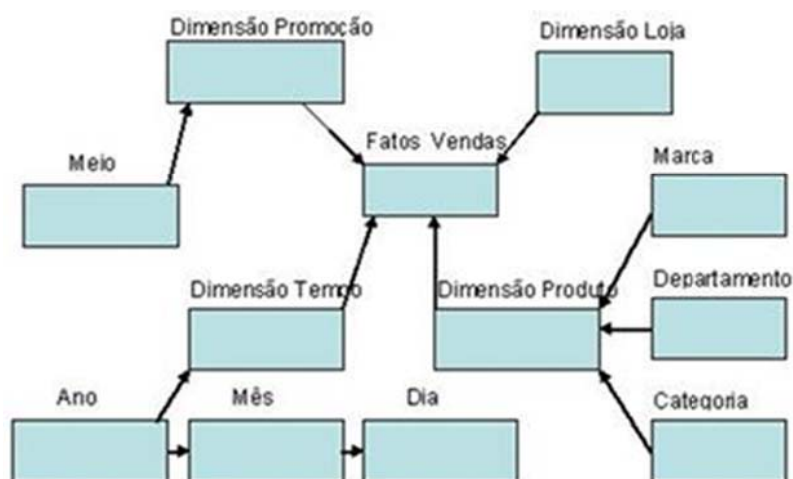 Dimensão Promoção
Dimensão Loja
Fatos Vendas
Meio
Marca
Dimensão Tempo
Dimensão Produto
Departamento
Ano
Mês
Dia
Categoria